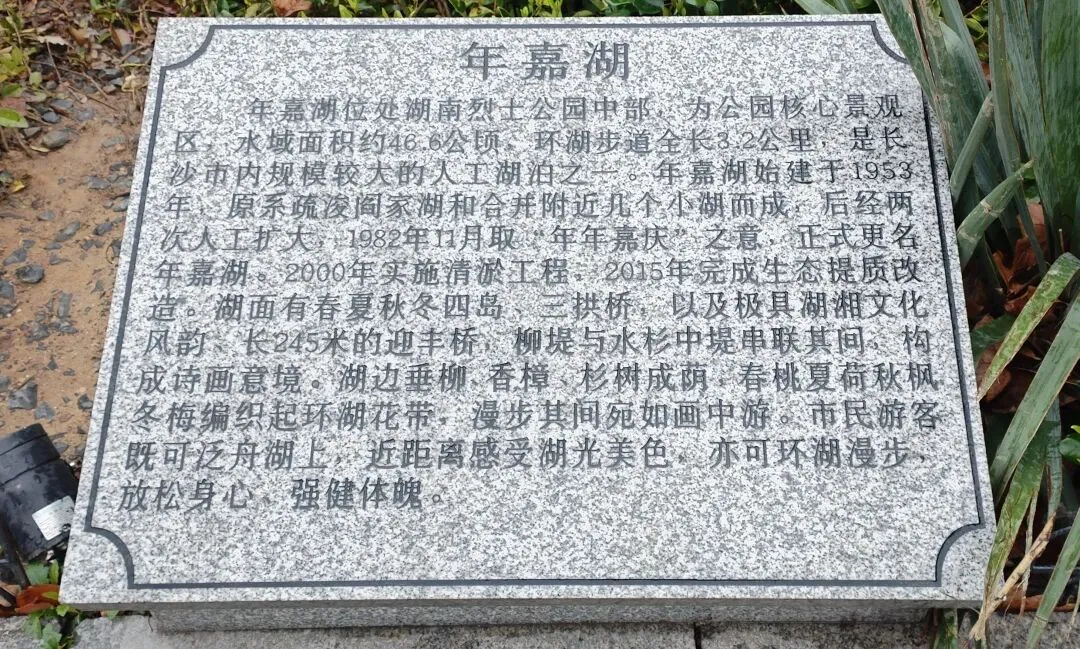 年嘉湖
年嘉湖位处湖南烈士公园中部，为公园核心景观
区，水域面积约46.6公顷，环湖步道全长3.2公里，是长
沙市内规模较大的人工湖泊之一。年嘉湖始建于1953
年，原系疏浚阎家湖和合并附近几个小湖而成，后经两
次人工扩大，1982年11月取“年年嘉庆”之意，正式更名
年嘉湖。2000年实施清淤工程，2015年完成生态提质改
造。湖面有春夏秋冬四岛、三拱桥，以及极具湖湘文化
风韵、长245米的迎丰桥，柳堤与水杉中堤串联其间，构
成诗画意境。湖边垂柳、香樟、杉树成荫，春桃夏荷秋枫
冬梅编织起环湖花带，漫步其间宛如画中游。市民游客
既可泛舟湖上，近距离感受湖光美色，亦可环湖漫步，
放松身心、强健体魄。